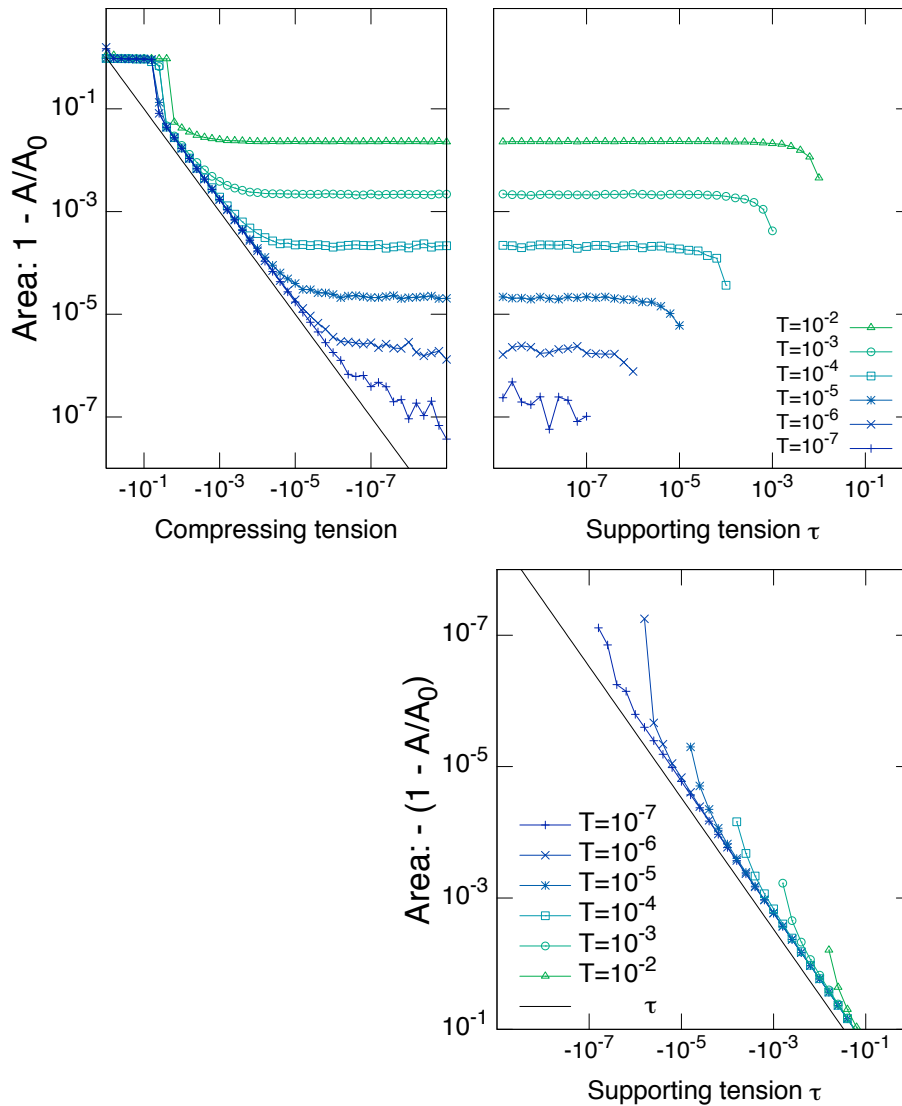 Area: 1 - A/A₀
10⁻¹
10⁻³
10⁻⁵
10⁻⁷
-10⁻¹
-10⁻³
-10⁻⁵
-10⁻⁷
Compressing tension
T=10⁻²
T=10⁻³
T=10⁻⁴
T=10⁻⁵
T=10⁻⁶
T=10⁻⁷
10⁻⁷
10⁻⁵
10⁻³
10⁻¹
Supporting tension τ
Area: - (1 - A/A₀)
10⁻⁷
10⁻⁵
10⁻³
10⁻¹
T=10⁻⁷
T=10⁻⁶
T=10⁻⁵
T=10⁻⁴
T=10⁻³
T=10⁻²
τ
-10⁻⁷
-10⁻⁵
-10⁻³
-10⁻¹
Supporting tension τ